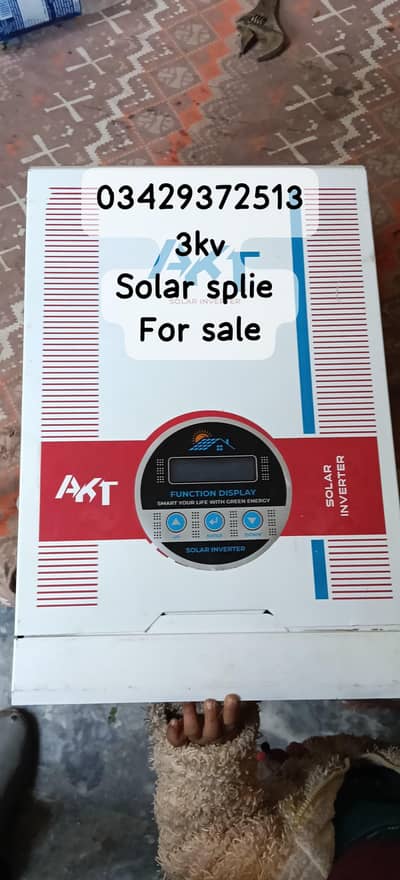 03429372513
3kv
AKT
Solar splie
SOLAR INVERTER
For sale
AKT
SOLAR
INVERTER
FUNCTION DISPLAY
SMART YOUR LIFE WITH GREEN ENERGY
UP
ENTER
DOWN
SOLAR INVERTER